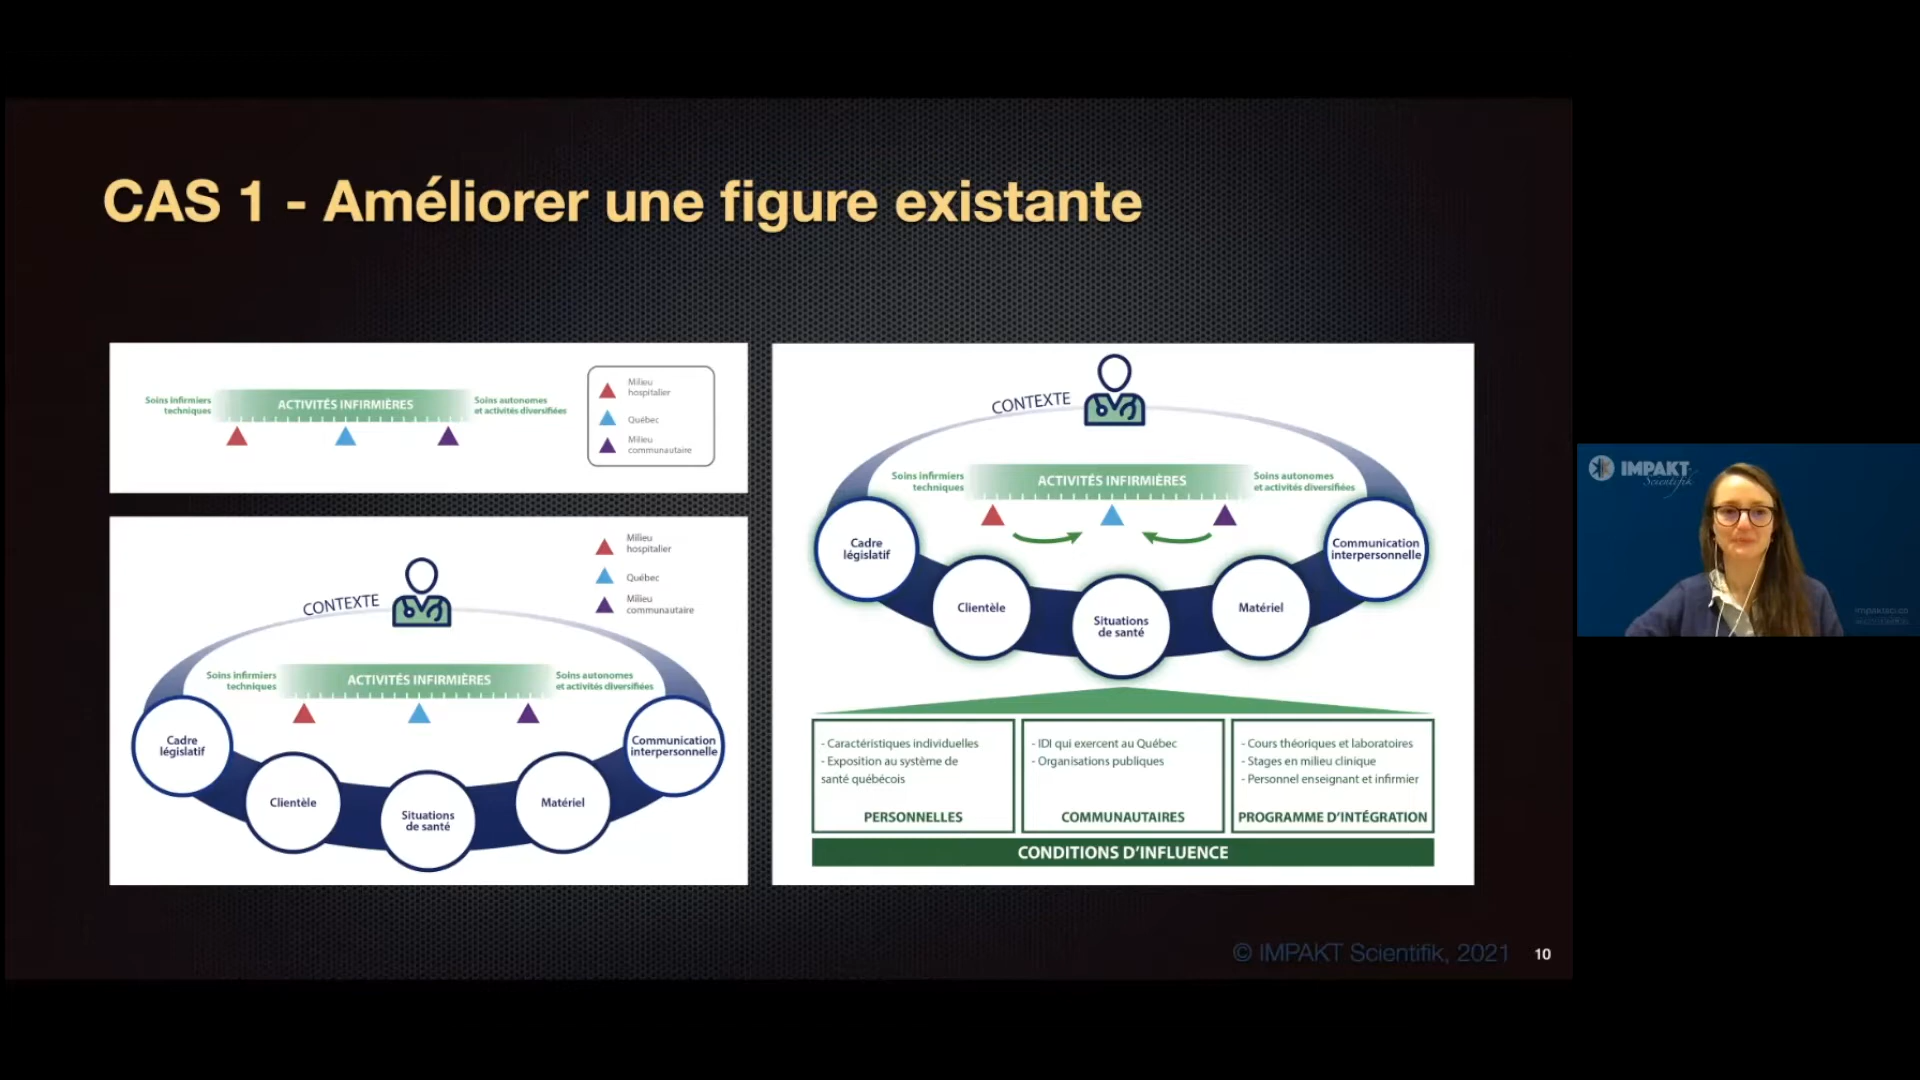 CAS 1 - Améliorer une figure existante
Soins infirmiers
techniques
ACTIVITÉS INFIRMIÈRES
Soins autonomes
et activités diversifiées
Milieu
hospitalier
Québec
Milieu
communautaire
Milieu
hospitalier
Québec
Milieu
communautaire
CONTEXTE
Soins infirmiers
techniques
ACTIVITÉS INFIRMIÈRES
Soins autonomes
et activités diversifiées
Cadre
législatif
Clientèle
Situations
de santé
Matériel
Communication
interpersonnelle
CONTEXTE
Soins infirmiers
techniques
ACTIVITÉS INFIRMIÈRES
Soins autonomes
et activités diversifiées
Cadre
législatif
Clientèle
Situations
de santé
Matériel
Communication
interpersonnelle
- Caractéristiques individuelles
- Exposition au système de
santé québécois
PERSONNELLES
- IDI qui exercent au Québec
- Organisations publiques
COMMUNAUTAIRES
- Cours théoriques et laboratoires
- Stages en milieu clinique
- Personnel enseignant et infirmier
PROGRAMME D'INTÉGRATION
CONDITIONS D'INFLUENCE
© IMPAKT Scientifik, 2021
10
IMPAKT
Scientifik